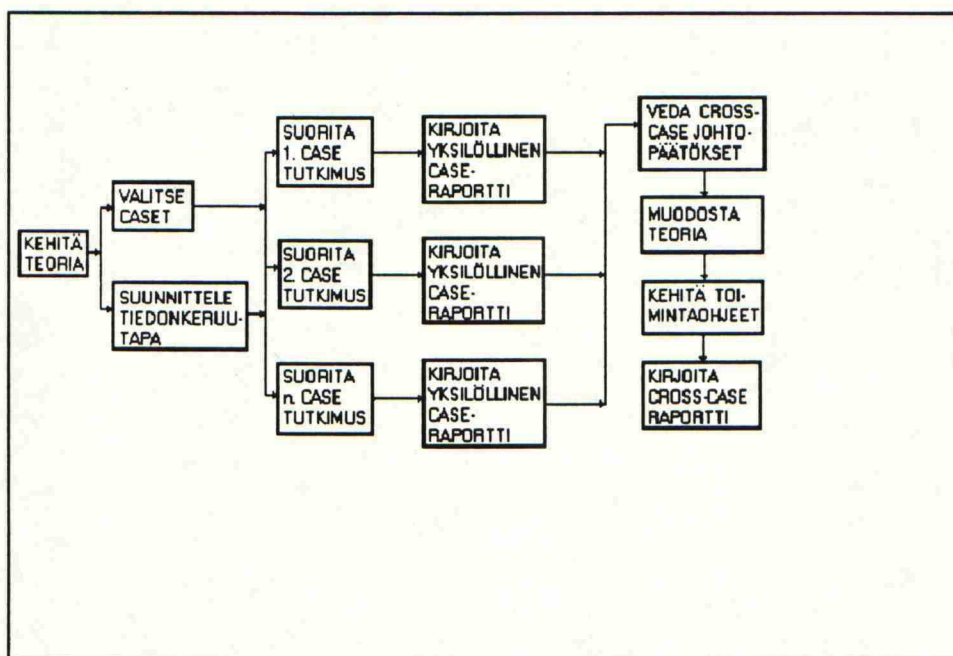 KEHITÄ
TEORIA
VALITSE
CASET
SUUNNITTELE
TIEDONKERUU-
TAPA
SUORITA
1. CASE
TUTKIMUS
SUORITA
2. CASE
TUTKIMUS
SUORITA
n. CASE
TUTKIMUS
KIRJOITA
YKSILÖLLINEN
CASE-
RAPORTTI
KIRJOITA
YKSILÖLLINEN
CASE-
RAPORTTI
KIRJOITA
YKSILÖLLINEN
CASE-
RAPORTTI
VEDA CROSS-
CASE JOHTO-
PÄÄTÖKSET
MUODOSTA
TEORIA
KEHITÄ TOI-
MINTAOHJEET
KIRJOITA
CROSS-CASE
RAPORTTI